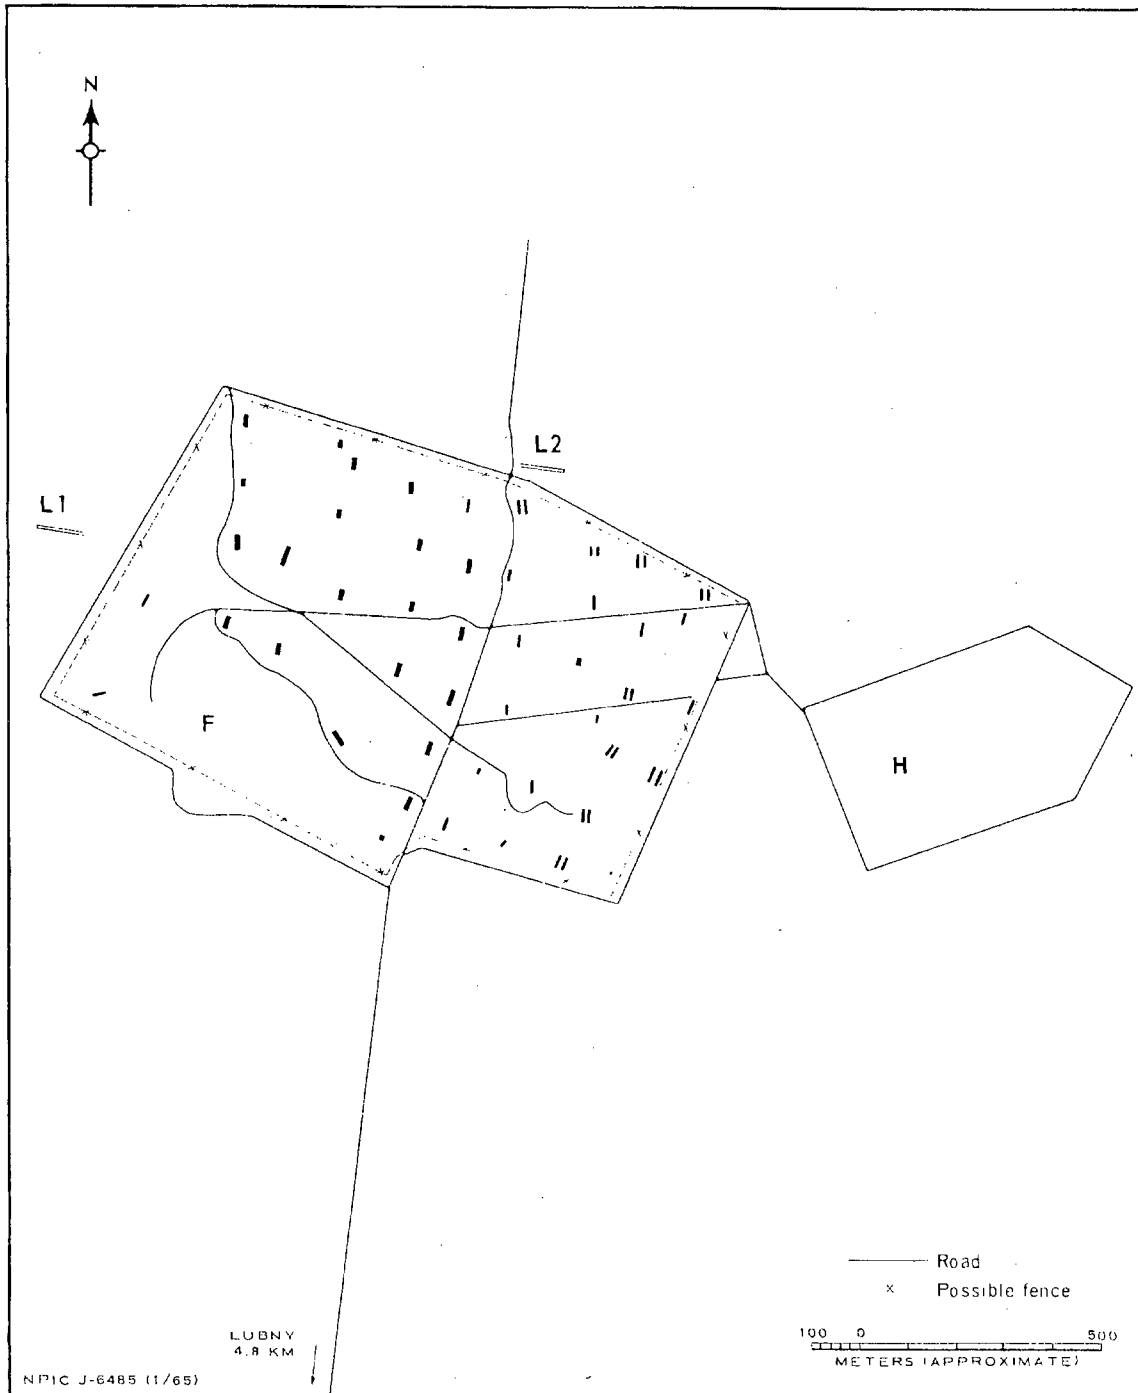 N
L2
L1
F
H
Road
x Possible fence
100 0 500
METERS (APPROXIMATE)
LUBNY
4.8 KM
NPIC J-6485 (1/65)